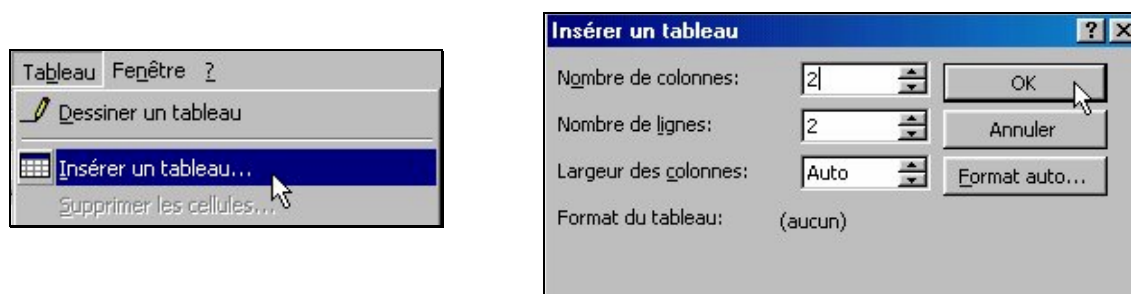 Tableau Fenêtre ?
Dessiner un tableau
Insérer un tableau...
Supprimer les cellules...
Insérer un tableau
Nombre de colonnes: 2 OK
Nombre de lignes: 2 Annuler
Largeur des colonnes: Auto Format auto...
Format du tableau: (aucun)